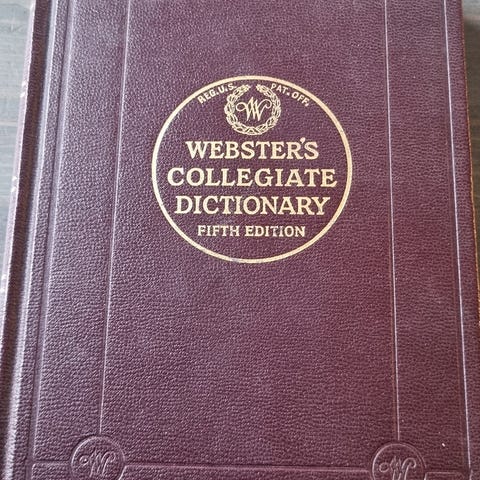 REG. U.S. PAT. OFF.
W
WEBSTER'S
COLLEGIATE
DICTIONARY
FIFTH EDITION
W W